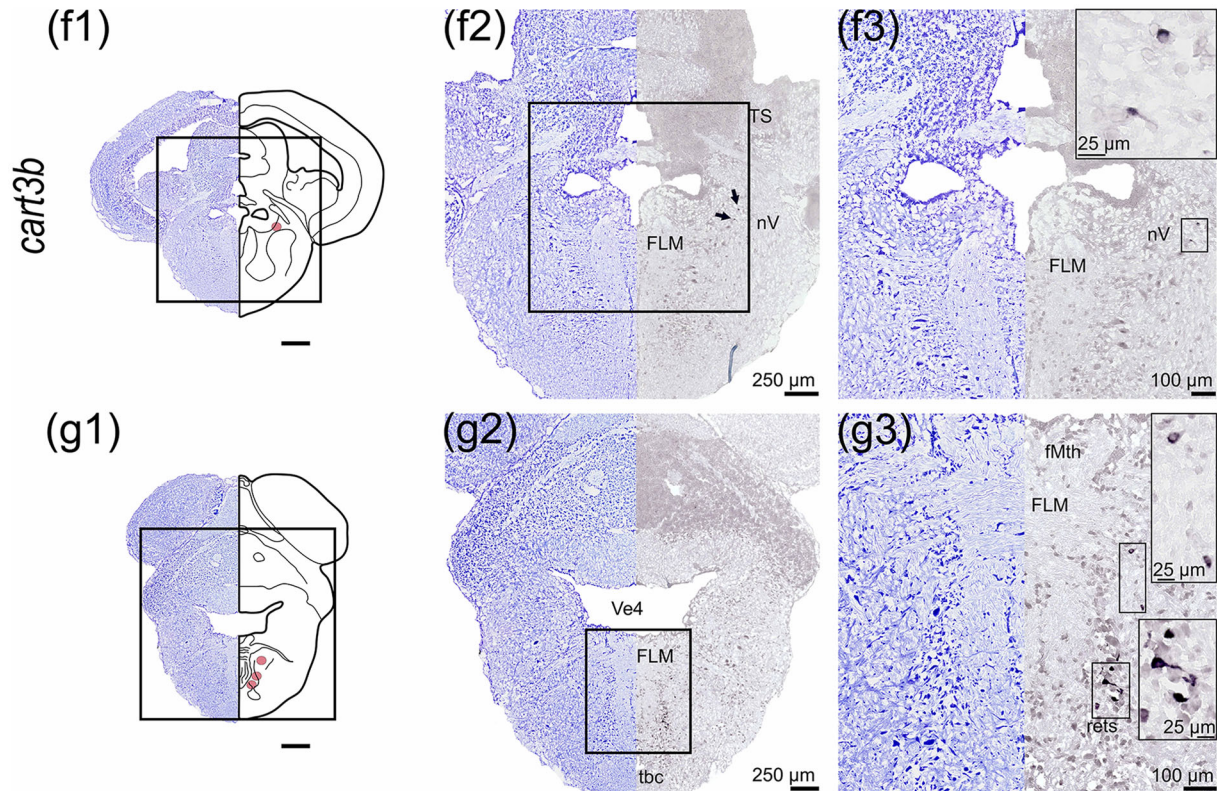 (f1)
(f2)
(f3)
cart3b
TS
nV
FLM
250 µm
25 µm
nV
FLM
100 µm
(g1)
(g2)
(g3)
Ve4
FLM
tbc
250 µm
fMth
FLM
25 µm
rets
25 µm
100 µm